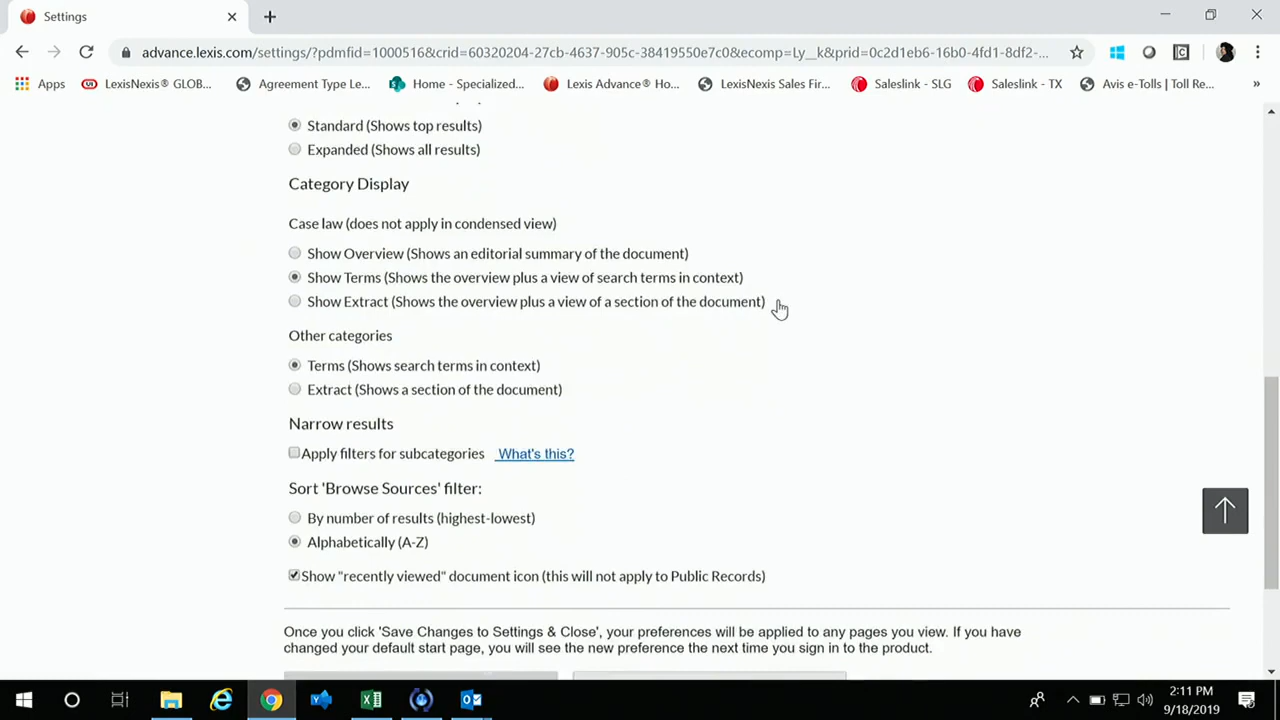 Settings
advance.lexis.com/settings/?pdmfid=1000516&crid=60320204-27cb-4637-905c-38419550e7c0&ecomp=Ly__k&prid=0c2d1eb6-16b0-4fd1-8df2-...
Apps LexisNexis® GLOB... Agreement Type Le... Home - Specialized... Lexis Advance® Ho... LexisNexis Sales Fir... Saleslink - SLG Saleslink - TX Avis e-Tolls | Toll Re... »
Standard (Shows top results)
Expanded (Shows all results)
Category Display
Case law (does not apply in condensed view)
Show Overview (Shows an editorial summary of the document)
Show Terms (Shows the overview plus a view of search terms in context)
Show Extract (Shows the overview plus a view of a section of the document)
Other categories
Terms (Shows search terms in context)
Extract (Shows a section of the document)
Narrow results
Apply filters for subcategories What's this?
Sort 'Browse Sources' filter:
By number of results (highest-lowest)
Alphabetically (A-Z)
Show "recently viewed" document icon (this will not apply to Public Records)
Once you click 'Save Changes to Settings & Close', your preferences will be applied to any pages you view. If you have
changed your default start page, you will see the new preference the next time you sign in to the product.
2:11 PM
9/18/2019